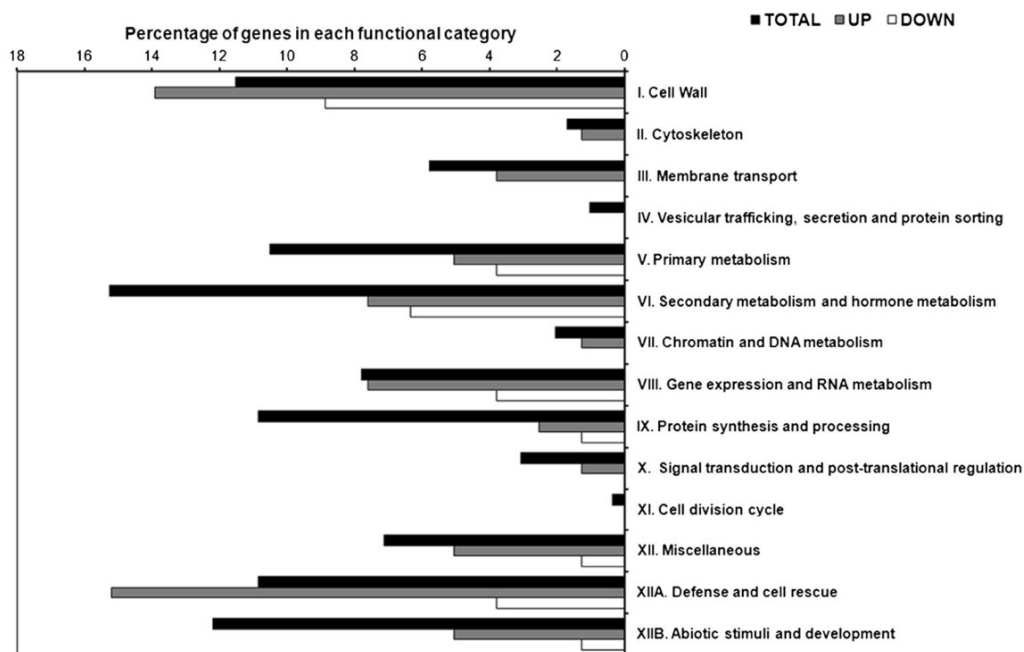 ■ TOTAL ■ UP □ DOWN
Percentage of genes in each functional category
18 16 14 12 10 8 6 4 2 0
I. Cell Wall
II. Cytoskeleton
III. Membrane transport
IV. Vesicular trafficking, secretion and protein sorting
V. Primary metabolism
VI. Secondary metabolism and hormone metabolism
VII. Chromatin and DNA metabolism
VIII. Gene expression and RNA metabolism
IX. Protein synthesis and processing
X. Signal transduction and post-translational regulation
XI. Cell division cycle
XII. Miscellaneous
XIIA. Defense and cell rescue
XIIB. Abiotic stimuli and development